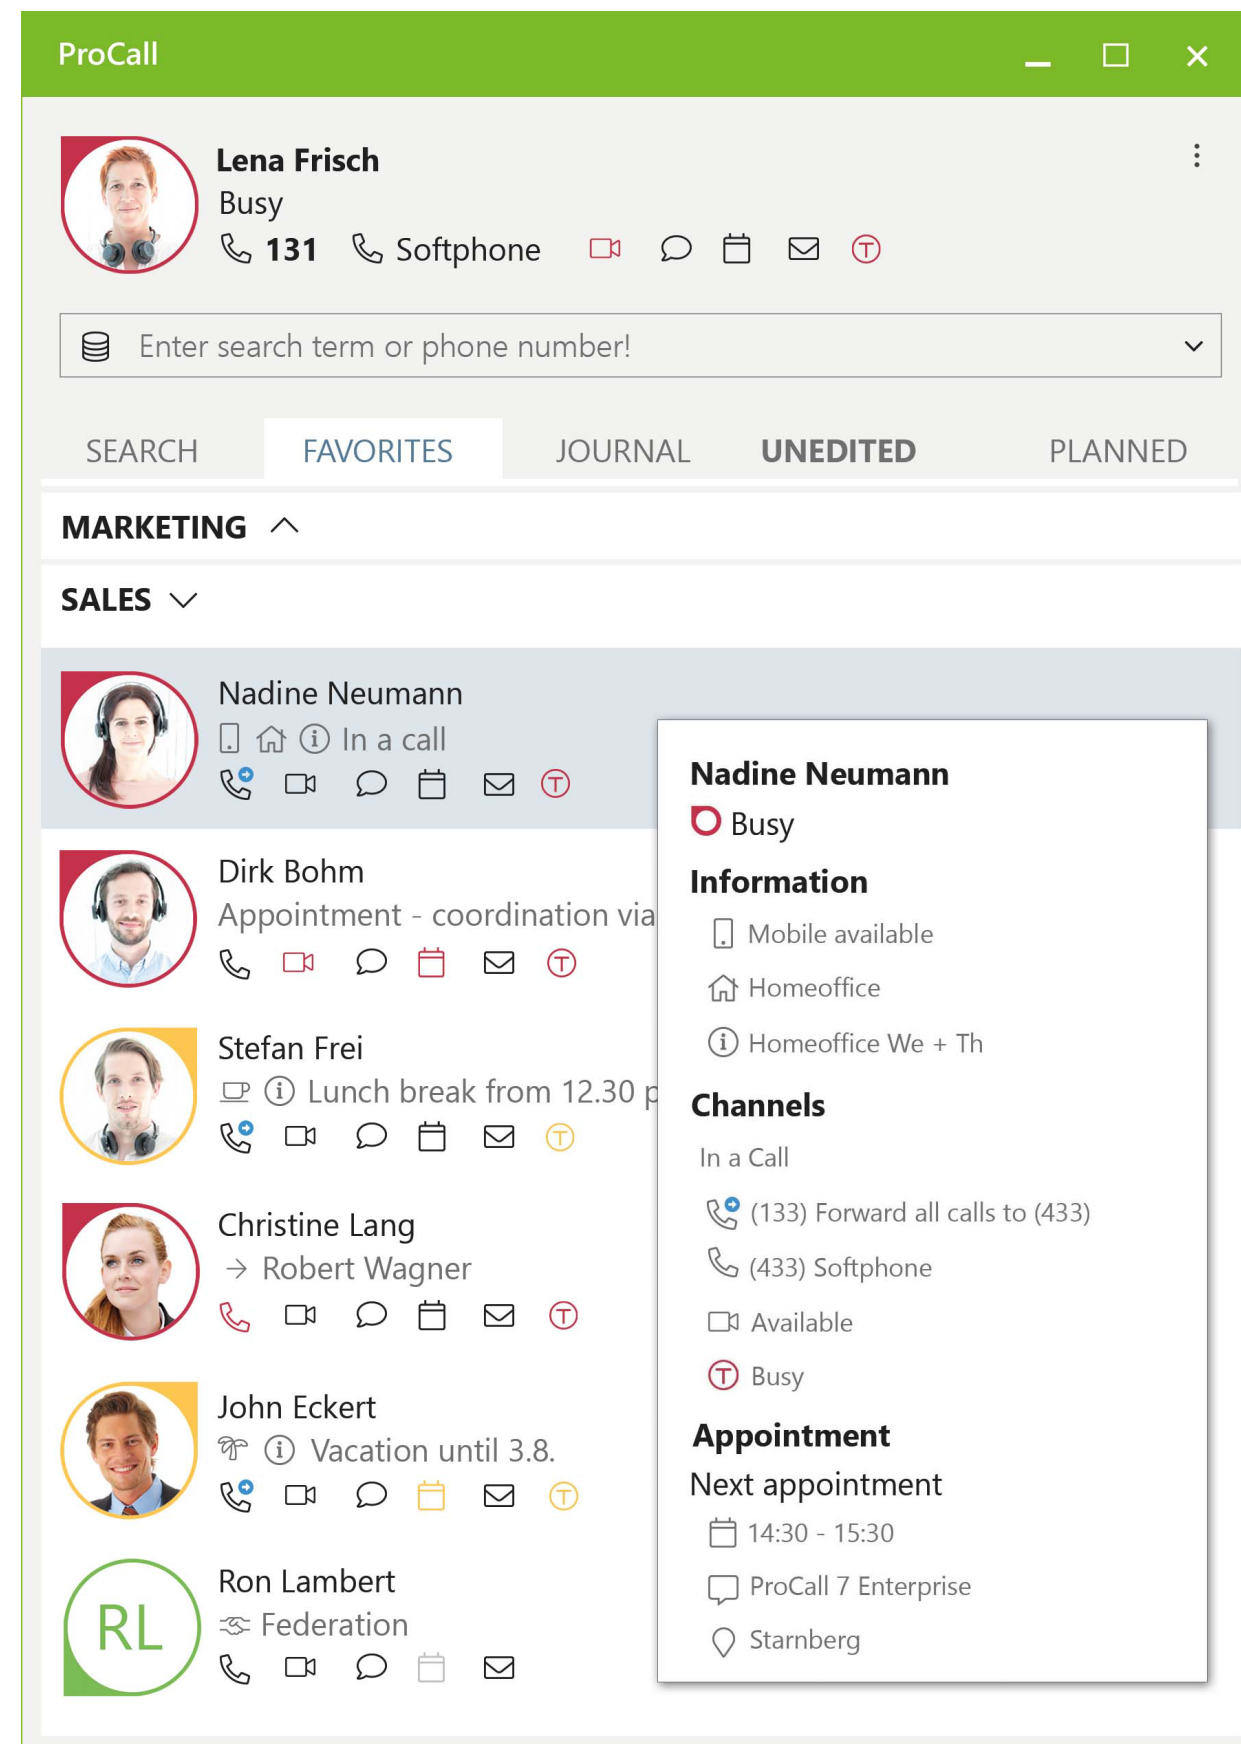 ProCall
Lena Frisch
Busy
131 Softphone
T
Enter search term or phone number!
SEARCH FAVORITES JOURNAL UNEDITED PLANNED
MARKETING
SALES
Nadine Neumann
i In a call
T
Dirk Bohm
Appointment - coordination via
T
Stefan Frei
i Lunch break from 12.30 p
T
Christine Lang
→ Robert Wagner
T
John Eckert
i Vacation until 3.8.
T
RL
Ron Lambert
Federation
Nadine Neumann
Busy
Information
Mobile available
Homeoffice
i Homeoffice We + Th
Channels
In a Call
(133) Forward all calls to (433)
(433) Softphone
Available
T Busy
Appointment
Next appointment
14:30 - 15:30
ProCall 7 Enterprise
Starnberg